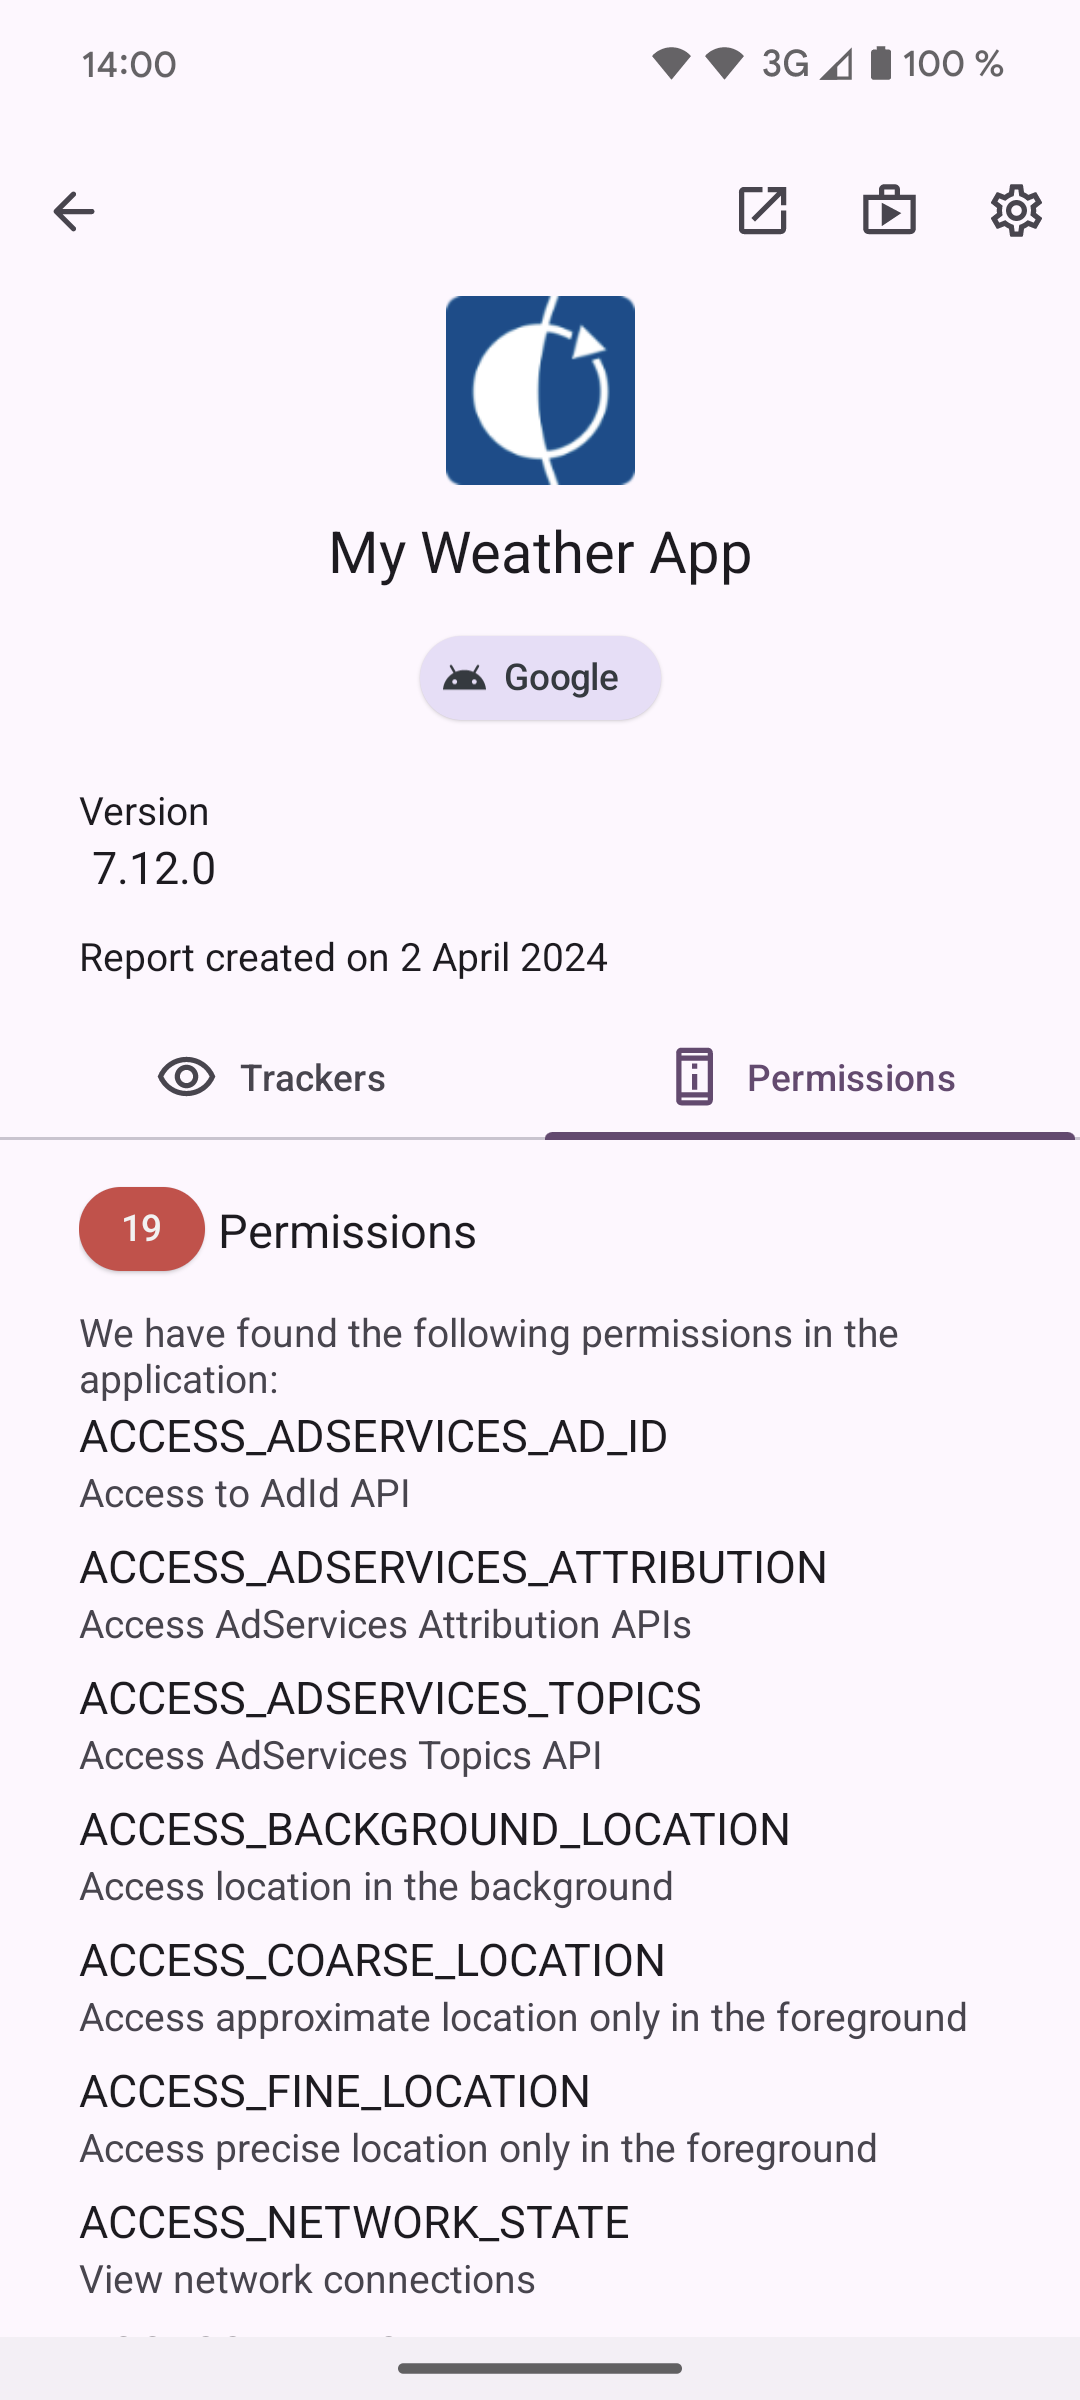 14:00
3G 100 %
My Weather App
Google
Version
7.12.0
Report created on 2 April 2024
Trackers
Permissions
19 Permissions
We have found the following permissions in the
application:
ACCESS_ADSERVICES_AD_ID
Access to AdId API
ACCESS_ADSERVICES_ATTRIBUTION
Access AdServices Attribution APIs
ACCESS_ADSERVICES_TOPICS
Access AdServices Topics API
ACCESS_BACKGROUND_LOCATION
Access location in the background
ACCESS_COARSE_LOCATION
Access approximate location only in the foreground
ACCESS_FINE_LOCATION
Access precise location only in the foreground
ACCESS_NETWORK_STATE
View network connections